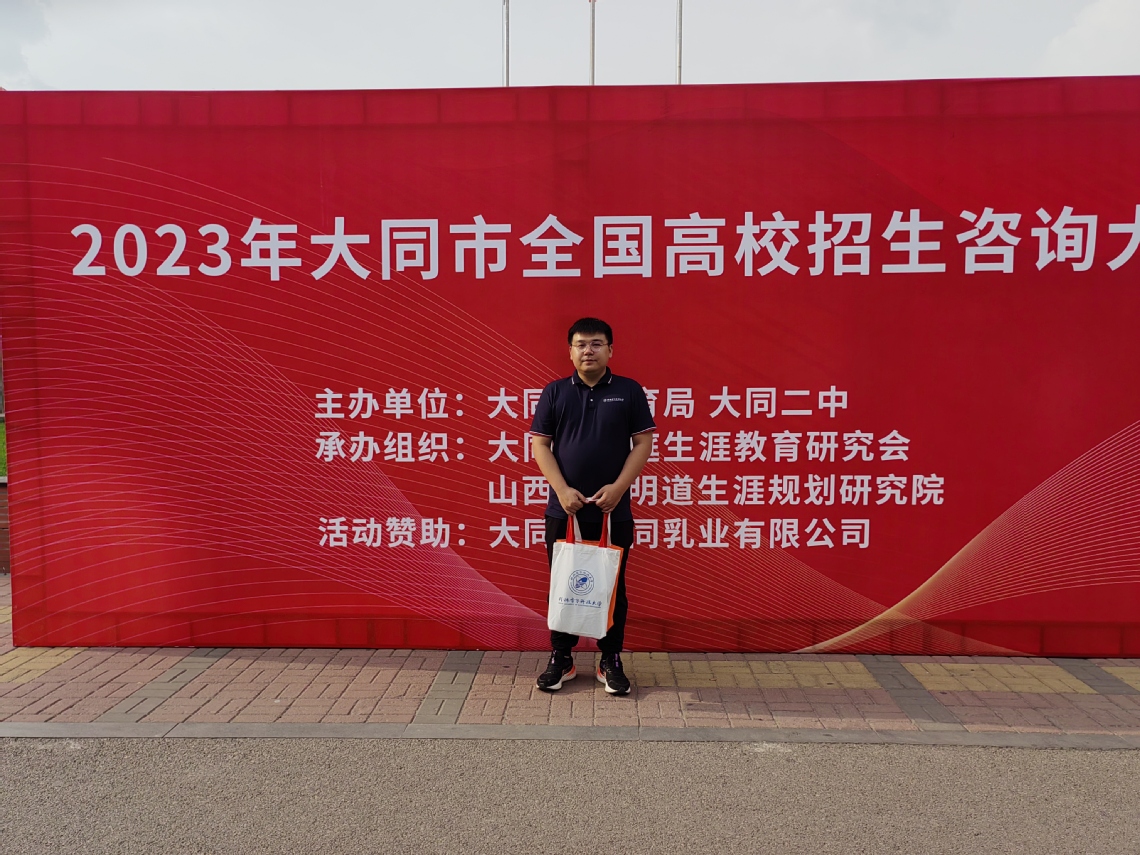 2023年大同市全国高校招生咨询
主办单位：大同 育局 大同二中
承办组织：大同 庭生涯教育研究会
山西 明道生涯规划研究院
活动赞助：大同 同乳业有限公司